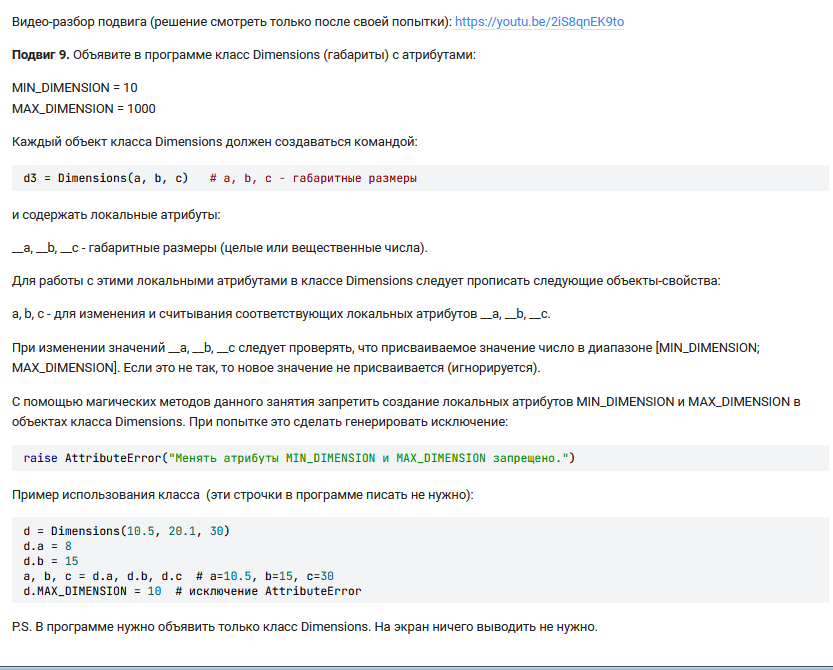 Видео-разбор подвига (решение смотреть только после своей попытки): https://youtu.be/2iS8qnEK9to
Подвиг 9. Объявите в программе класс Dimensions (габариты) с атрибутами:
MIN_DIMENSION = 10
MAX_DIMENSION = 1000
Каждый объект класса Dimensions должен создаваться командой:
d3 = Dimensions(a, b, c)   # a, b, c - габаритные размеры
и содержать локальные атрибуты:
__a, __b, __c - габаритные размеры (целые или вещественные числа).
Для работы с этими локальными атрибутами в классе Dimensions следует прописать следующие объекты-свойства:
a, b, c - для изменения и считывания соответствующих локальных атрибутов __a, __b, __c.
При изменении значений __a, __b, __c следует проверять, что присваиваемое значение число в диапазоне [MIN_DIMENSION;
MAX_DIMENSION]. Если это не так, то новое значение не присваивается (игнорируется).
С помощью магических методов данного занятия запретить создание локальных атрибутов MIN_DIMENSION и MAX_DIMENSION в
объектах класса Dimensions. При попытке это сделать генерировать исключение:
raise AttributeError("Менять атрибуты MIN_DIMENSION и MAX_DIMENSION запрещено.")
Пример использования класса (эти строчки в программе писать не нужно):
d = Dimensions(10.5, 20.1, 30)
d.a = 8
d.b = 15
a, b, c = d.a, d.b, d.c  # a=10.5, b=15, c=30
d.MAX_DIMENSION = 10  # исключение AttributeError
P.S. В программе нужно объявить только класс Dimensions. На экран ничего выводить не нужно.